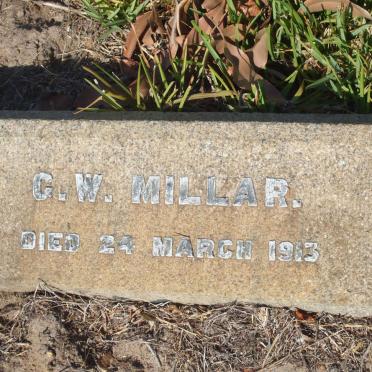 G. W. MILLAR.
DIED 24 MARCH 1913